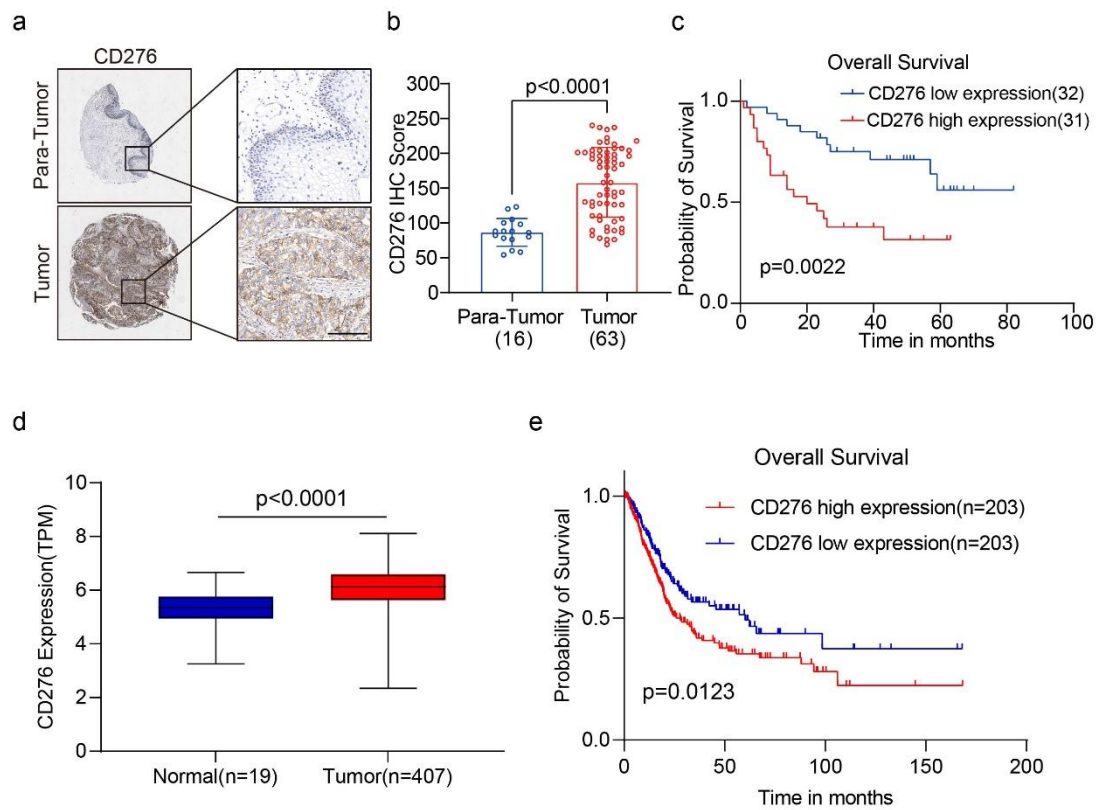 a
CD276
Para-Tumor
Tumor
b
CD276 IHC Score
300
250
200
150
100
50
0
p<0.0001
Para-Tumor
(16)
Tumor
(63)
c
Overall Survival
CD276 low expression(32)
CD276 high expression(31)
Probability of Survival
1.0
0.5
0.0
p=0.0022
0
20
40
60
80
100
Time in months
d
CD276 Expression(TPM)
10
8
6
4
2
0
p<0.0001
Normal(n=19)
Tumor(n=407)
e
Overall Survival
CD276 high expression(n=203)
CD276 low expression(n=203)
Probability of Survival
1.0
0.5
0.0
p=0.0123
0
50
100
150
200
Time in months